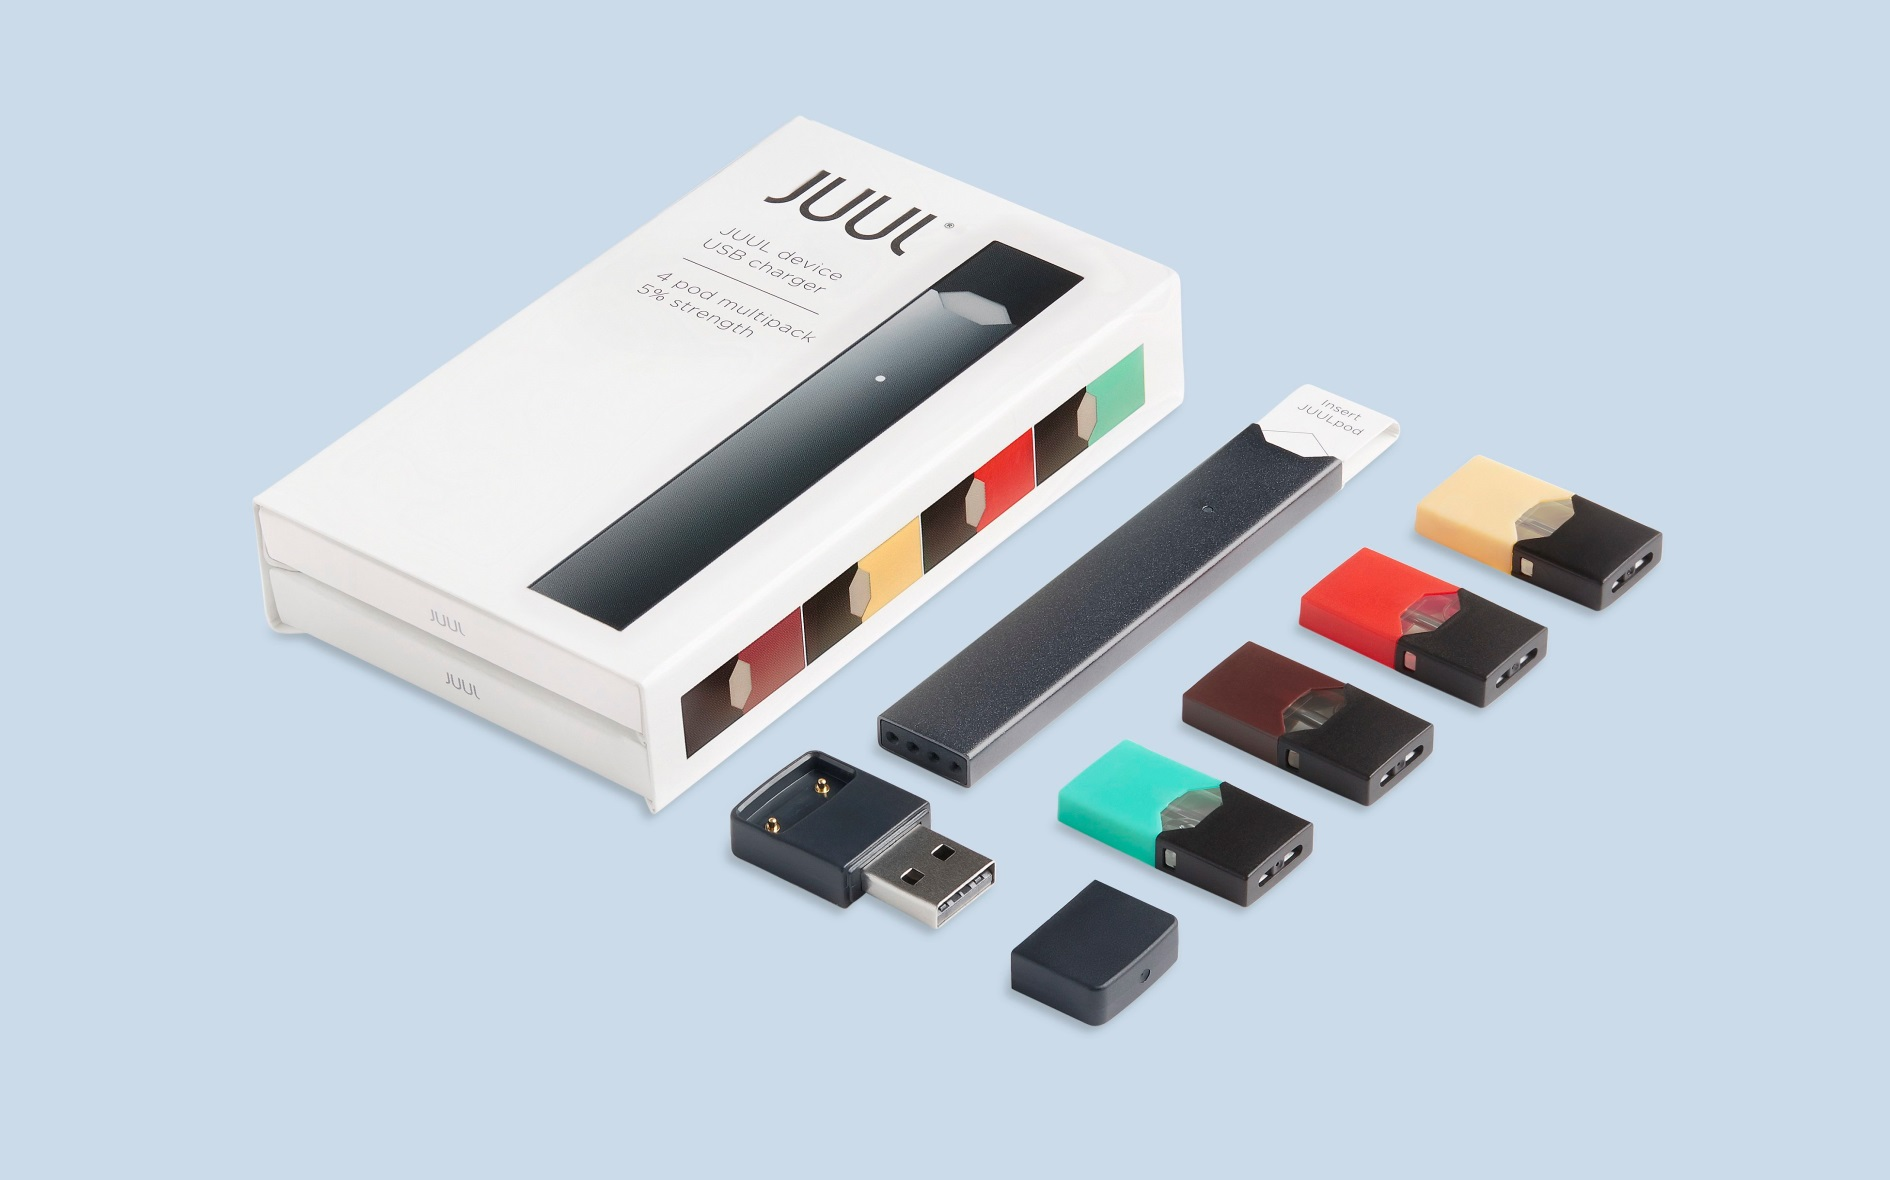 JUUL®
JUUL device
USB charger
4 pod multipack
5% strength
Insert
JUULpod
JUUL
JUUL